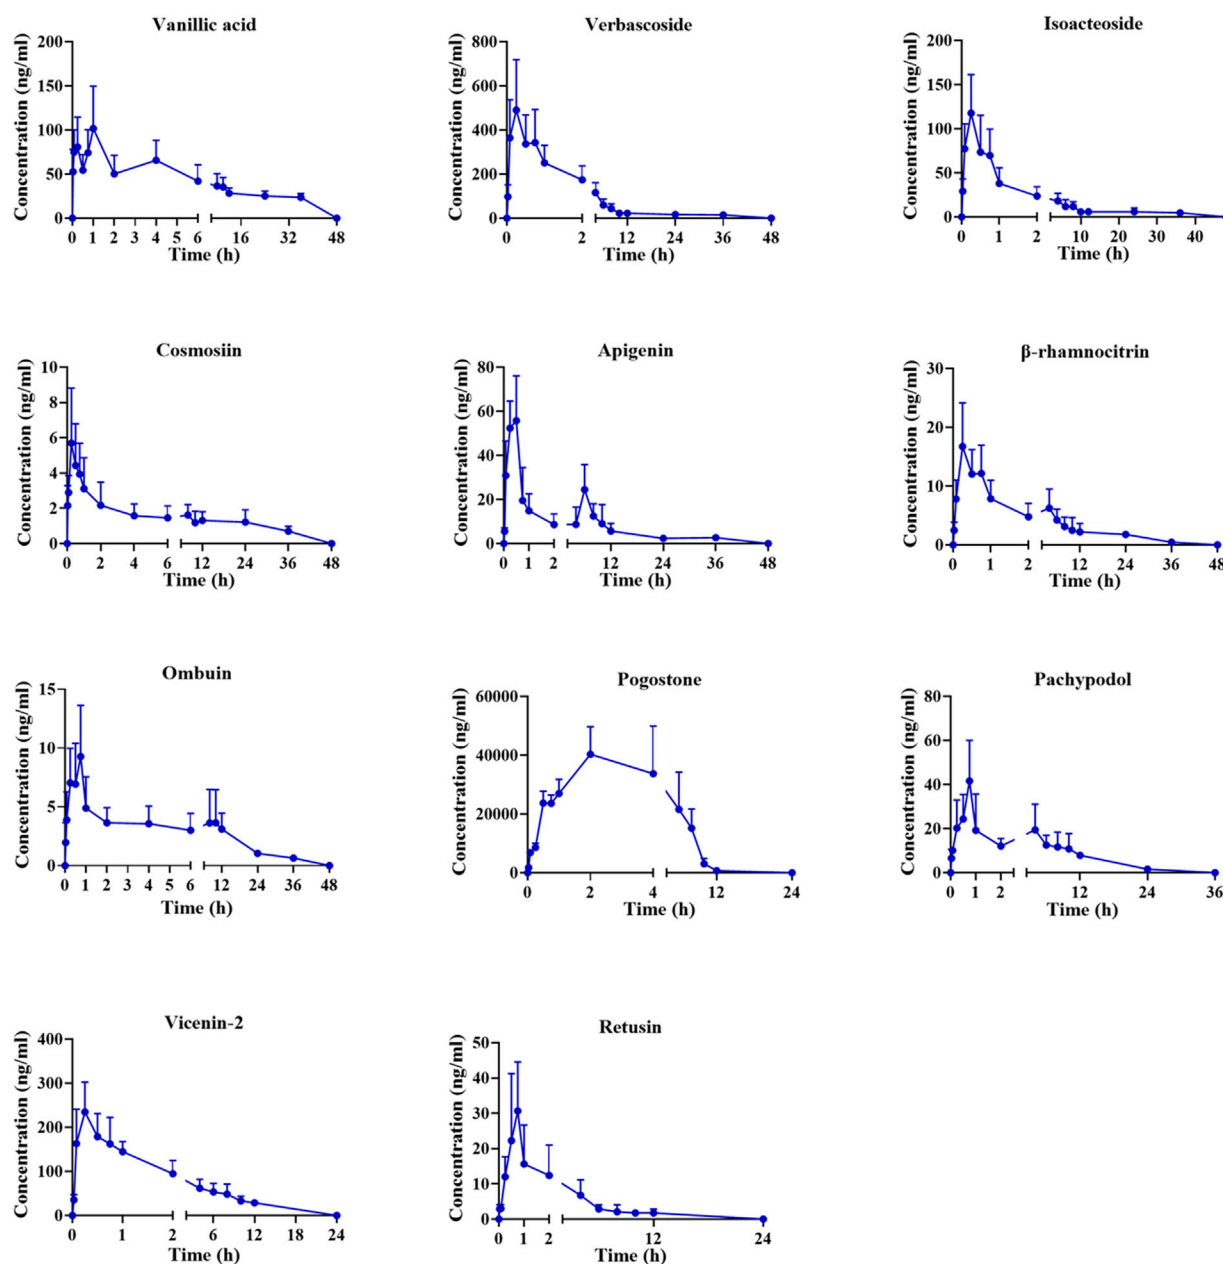 Vanillic acid
Concentration (ng/ml)
200
150
100
50
0
0 1 2 3 4 5 6 16 32 48
Time (h)
Verbascoside
Concentration (ng/ml)
800
600
400
200
0
0 2 12 24 36 48
Time (h)
Isoacteoside
Concentration (ng/ml)
200
150
100
50
0
0 1 2 10 20 30 40
Time (h)
Cosmosiin
Concentration (ng/ml)
10
8
6
4
2
0
0 2 4 6 12 24 36 48
Time (h)
Apigenin
Concentration (ng/ml)
80
60
40
20
0
0 1 2 12 24 36 48
Time (h)
β-rhamnocitrin
Concentration (ng/ml)
30
20
10
0
0 1 2 12 24 36 48
Time (h)
Ombuin
Concentration (ng/ml)
15
10
5
0
0 1 2 3 4 5 6 12 24 36 48
Time (h)
Pogostone
Concentration (ng/ml)
60000
40000
20000
0
0 2 4 12 24
Time (h)
Pachypodol
Concentration (ng/ml)
80
60
40
20
0
0 1 2 12 24 36
Time (h)
Vicenin-2
Concentration (ng/ml)
400
300
200
100
0
0 1 2 6 12 18 24
Time (h)
Retusin
Concentration (ng/ml)
50
40
30
20
10
0
0 1 2 12 24
Time (h)